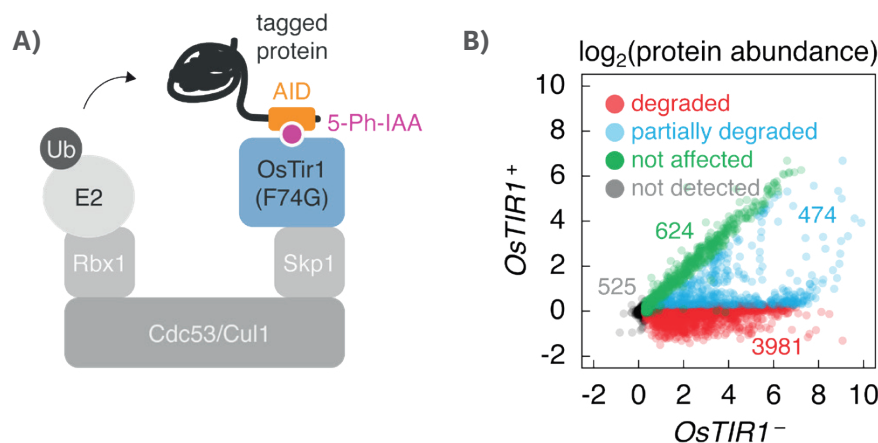 A)
tagged
protein
AID
5-Ph-IAA
Ub
E2
OsTir1
(F74G)
Rbx1
Skp1
Cdc53/Cul1
B)
log₂(protein abundance)
10
8
6
4
2
0
-2
OsTIR1⁺
degraded
partially degraded
not affected
not detected
624
474
525
3981
-2 0 2 4 6 8 10
OsTIR1⁻